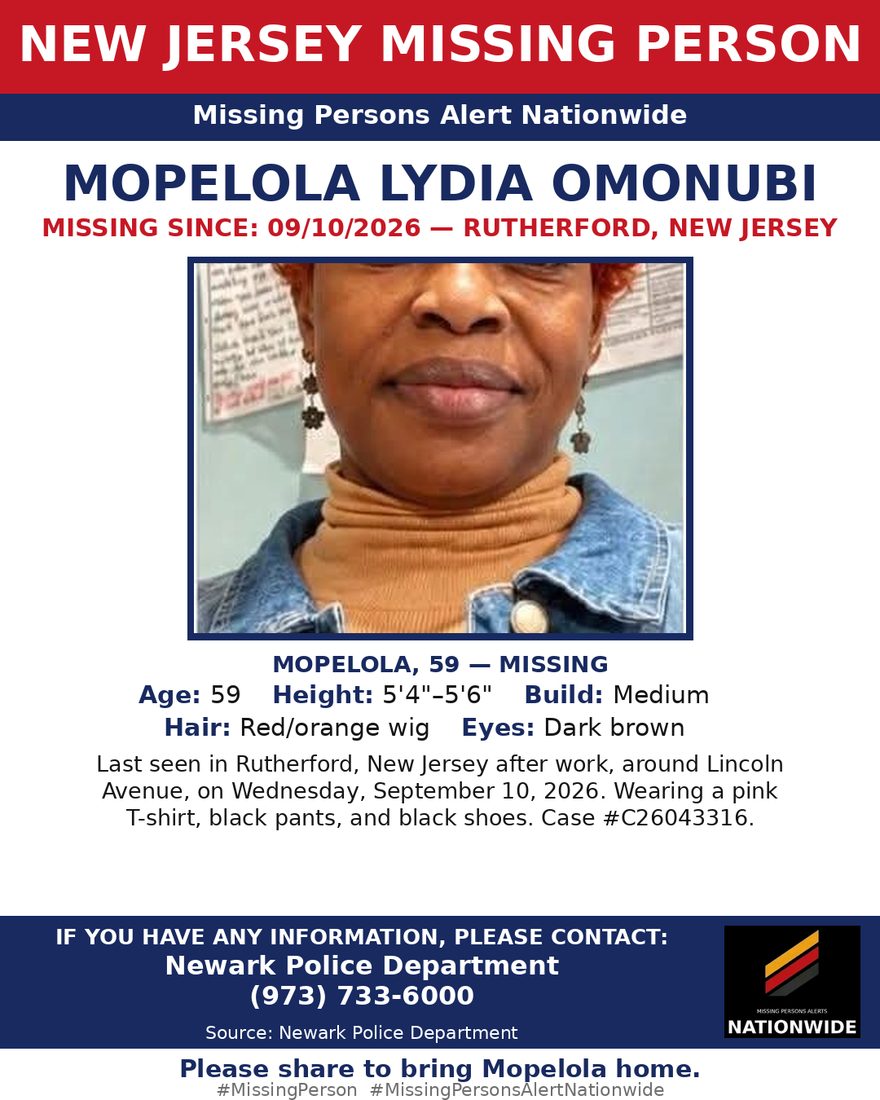 NEW JERSEY MISSING PERSON
Missing Persons Alert Nationwide
MOPELOLA LYDIA OMONUBI
MISSING SINCE: 09/10/2026 — RUTHERFORD, NEW JERSEY
MOPELOLA, 59 — MISSING
Age: 59 Height: 5'4"–5'6" Build: Medium
Hair: Red/orange wig Eyes: Dark brown
Last seen in Rutherford, New Jersey after work, around Lincoln
Avenue, on Wednesday, September 10, 2026. Wearing a pink
T-shirt, black pants, and black shoes. Case #C26043316.
IF YOU HAVE ANY INFORMATION, PLEASE CONTACT:
Newark Police Department
(973) 733-6000
Source: Newark Police Department
MISSING PERSONS ALERTS
NATIONWIDE
Please share to bring Mopelola home.
#MissingPerson #MissingPersonsAlertNationwide